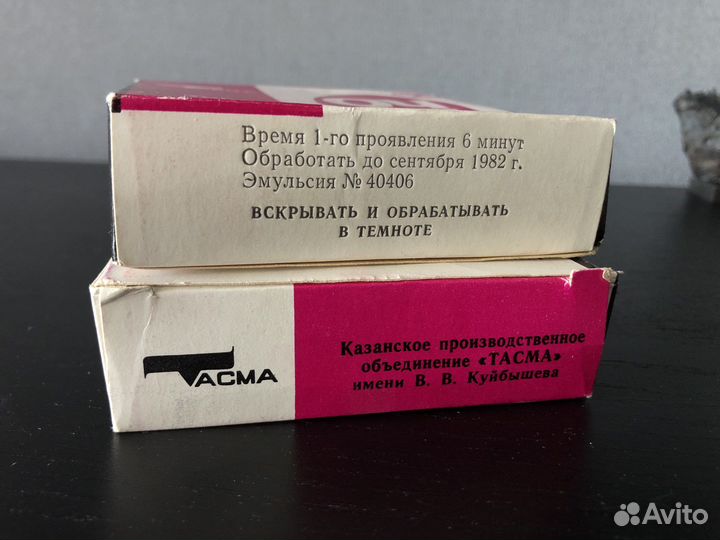 Время 1-го проявления 6 минут
Обработать до сентября 1982 г.
Эмульсия № 40406
ВСКРЫВАТЬ И ОБРАБАТЫВАТЬ
В ТЕМНОТЕ
ТАСМА
Казанское производственное
объединение «ТАСМА»
имени В. В. Куйбышева
Avito